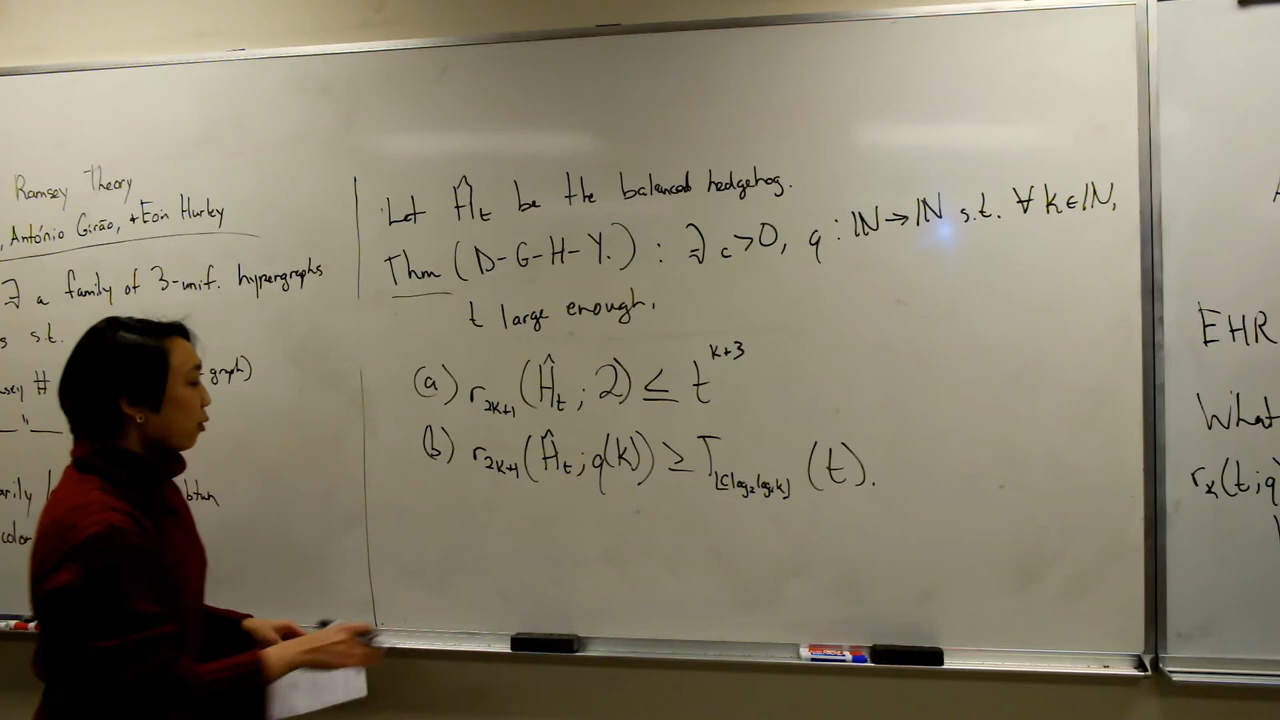 Ramsey Theory
, António Girão, + Eoin Hurley
∃ a family of 3-unif. hypergraphs
s s.t.
sey # graph)
arily btwn
color
Let Ĥ_t be the balanced hedgehog.
Thm (D-G-H-Y.) : ∃ c>0, q : ℕ→ℕ s.t. ∀ k∈ℕ,
t large enough,
(a) r_{2k+1}(Ĥ_t; 2) ≤ t^{k+3}
(b) r_{2k+1}(Ĥ_t; q(k)) ≥ T_{⌊c log_2 log_2 k⌋}(t).
EHR
What
r_k(t;q